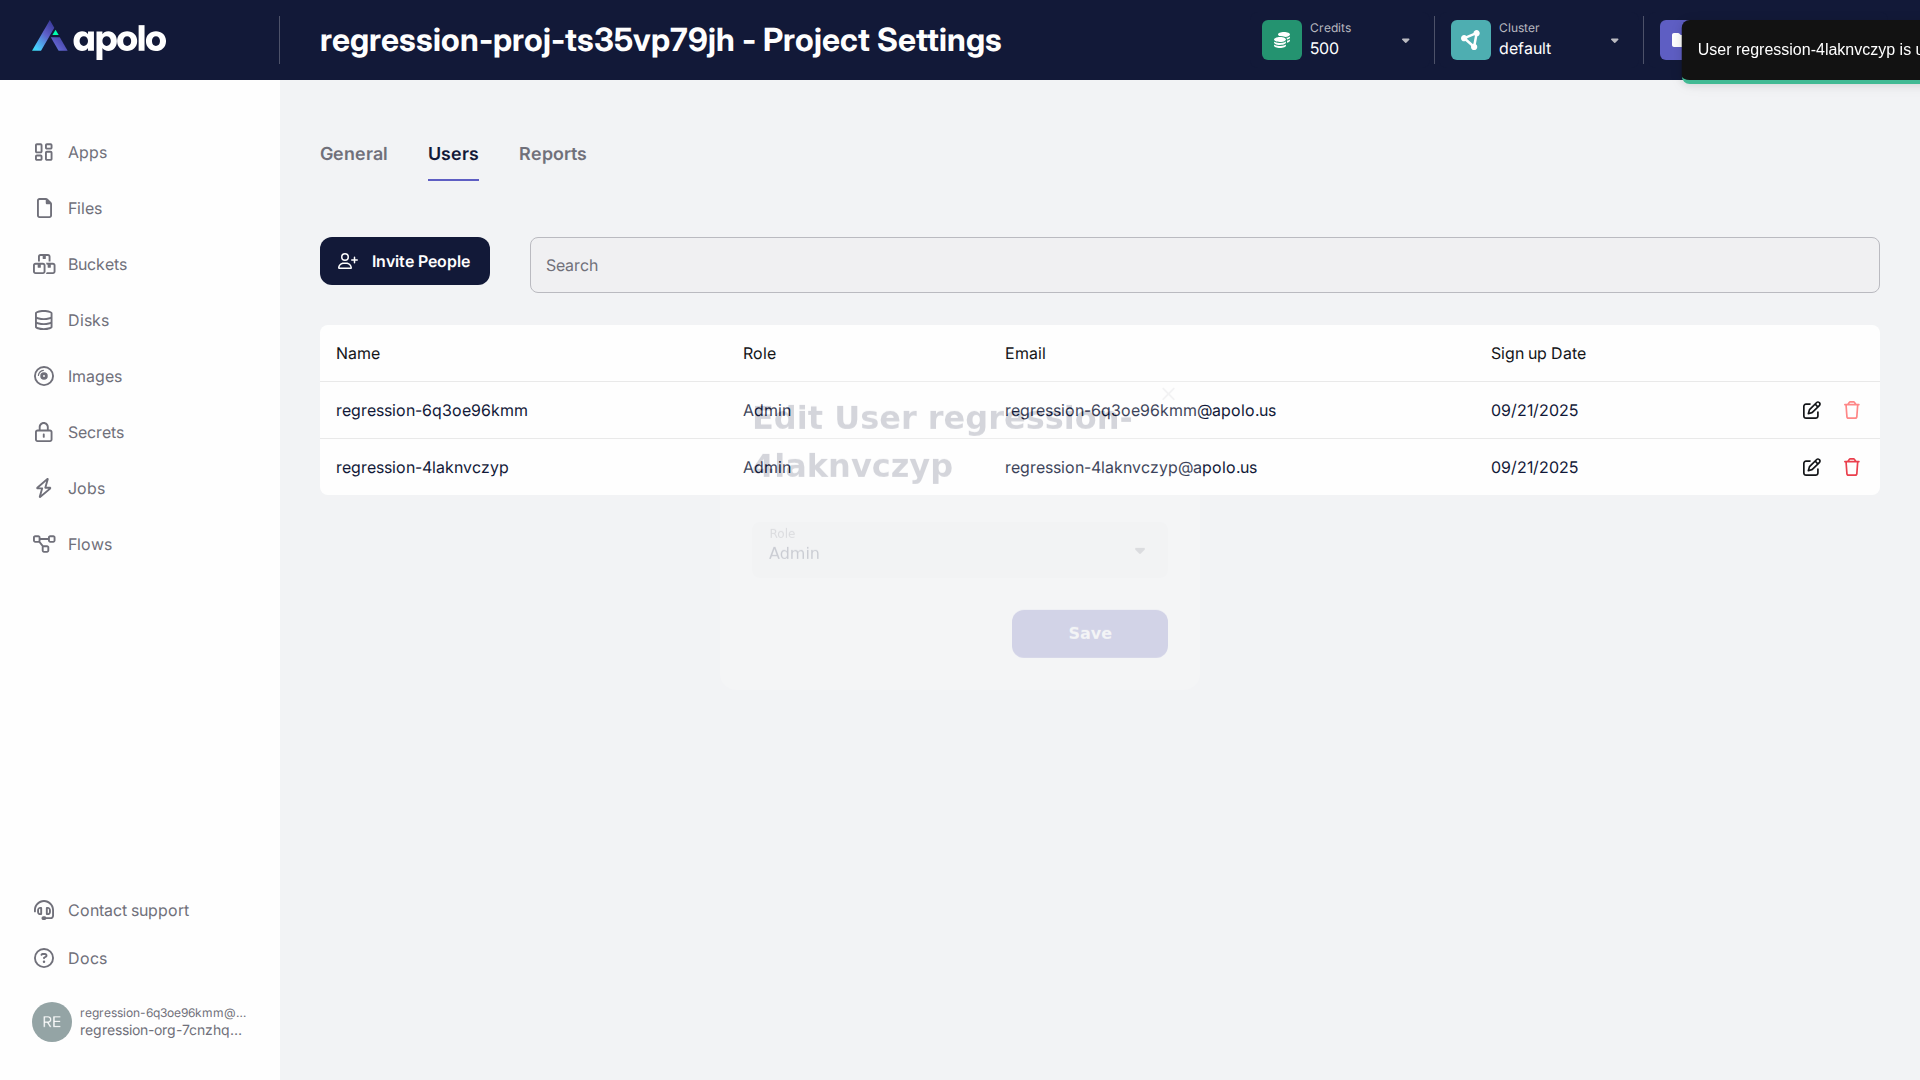 apolo
regression-proj-ts35vp79jh - Project Settings
Credits
500
Cluster
default
User regression-4laknvczyp is
Apps
Files
Buckets
Disks
Images
Secrets
Jobs
Flows
General
Users
Reports
Invite People
Search
Name
Role
Email
Sign up Date
regression-6q3oe96kmm
Admin
regression-6q3oe96kmm@apolo.us
09/21/2025
regression-4laknvczyp
Admin
regression-4laknvczyp@apolo.us
09/21/2025
Edit User regression-
4laknvczyp
Role
Admin
Save
Contact support
Docs
RE
regression-6q3oe96kmm@...
regression-org-7cnzhq...